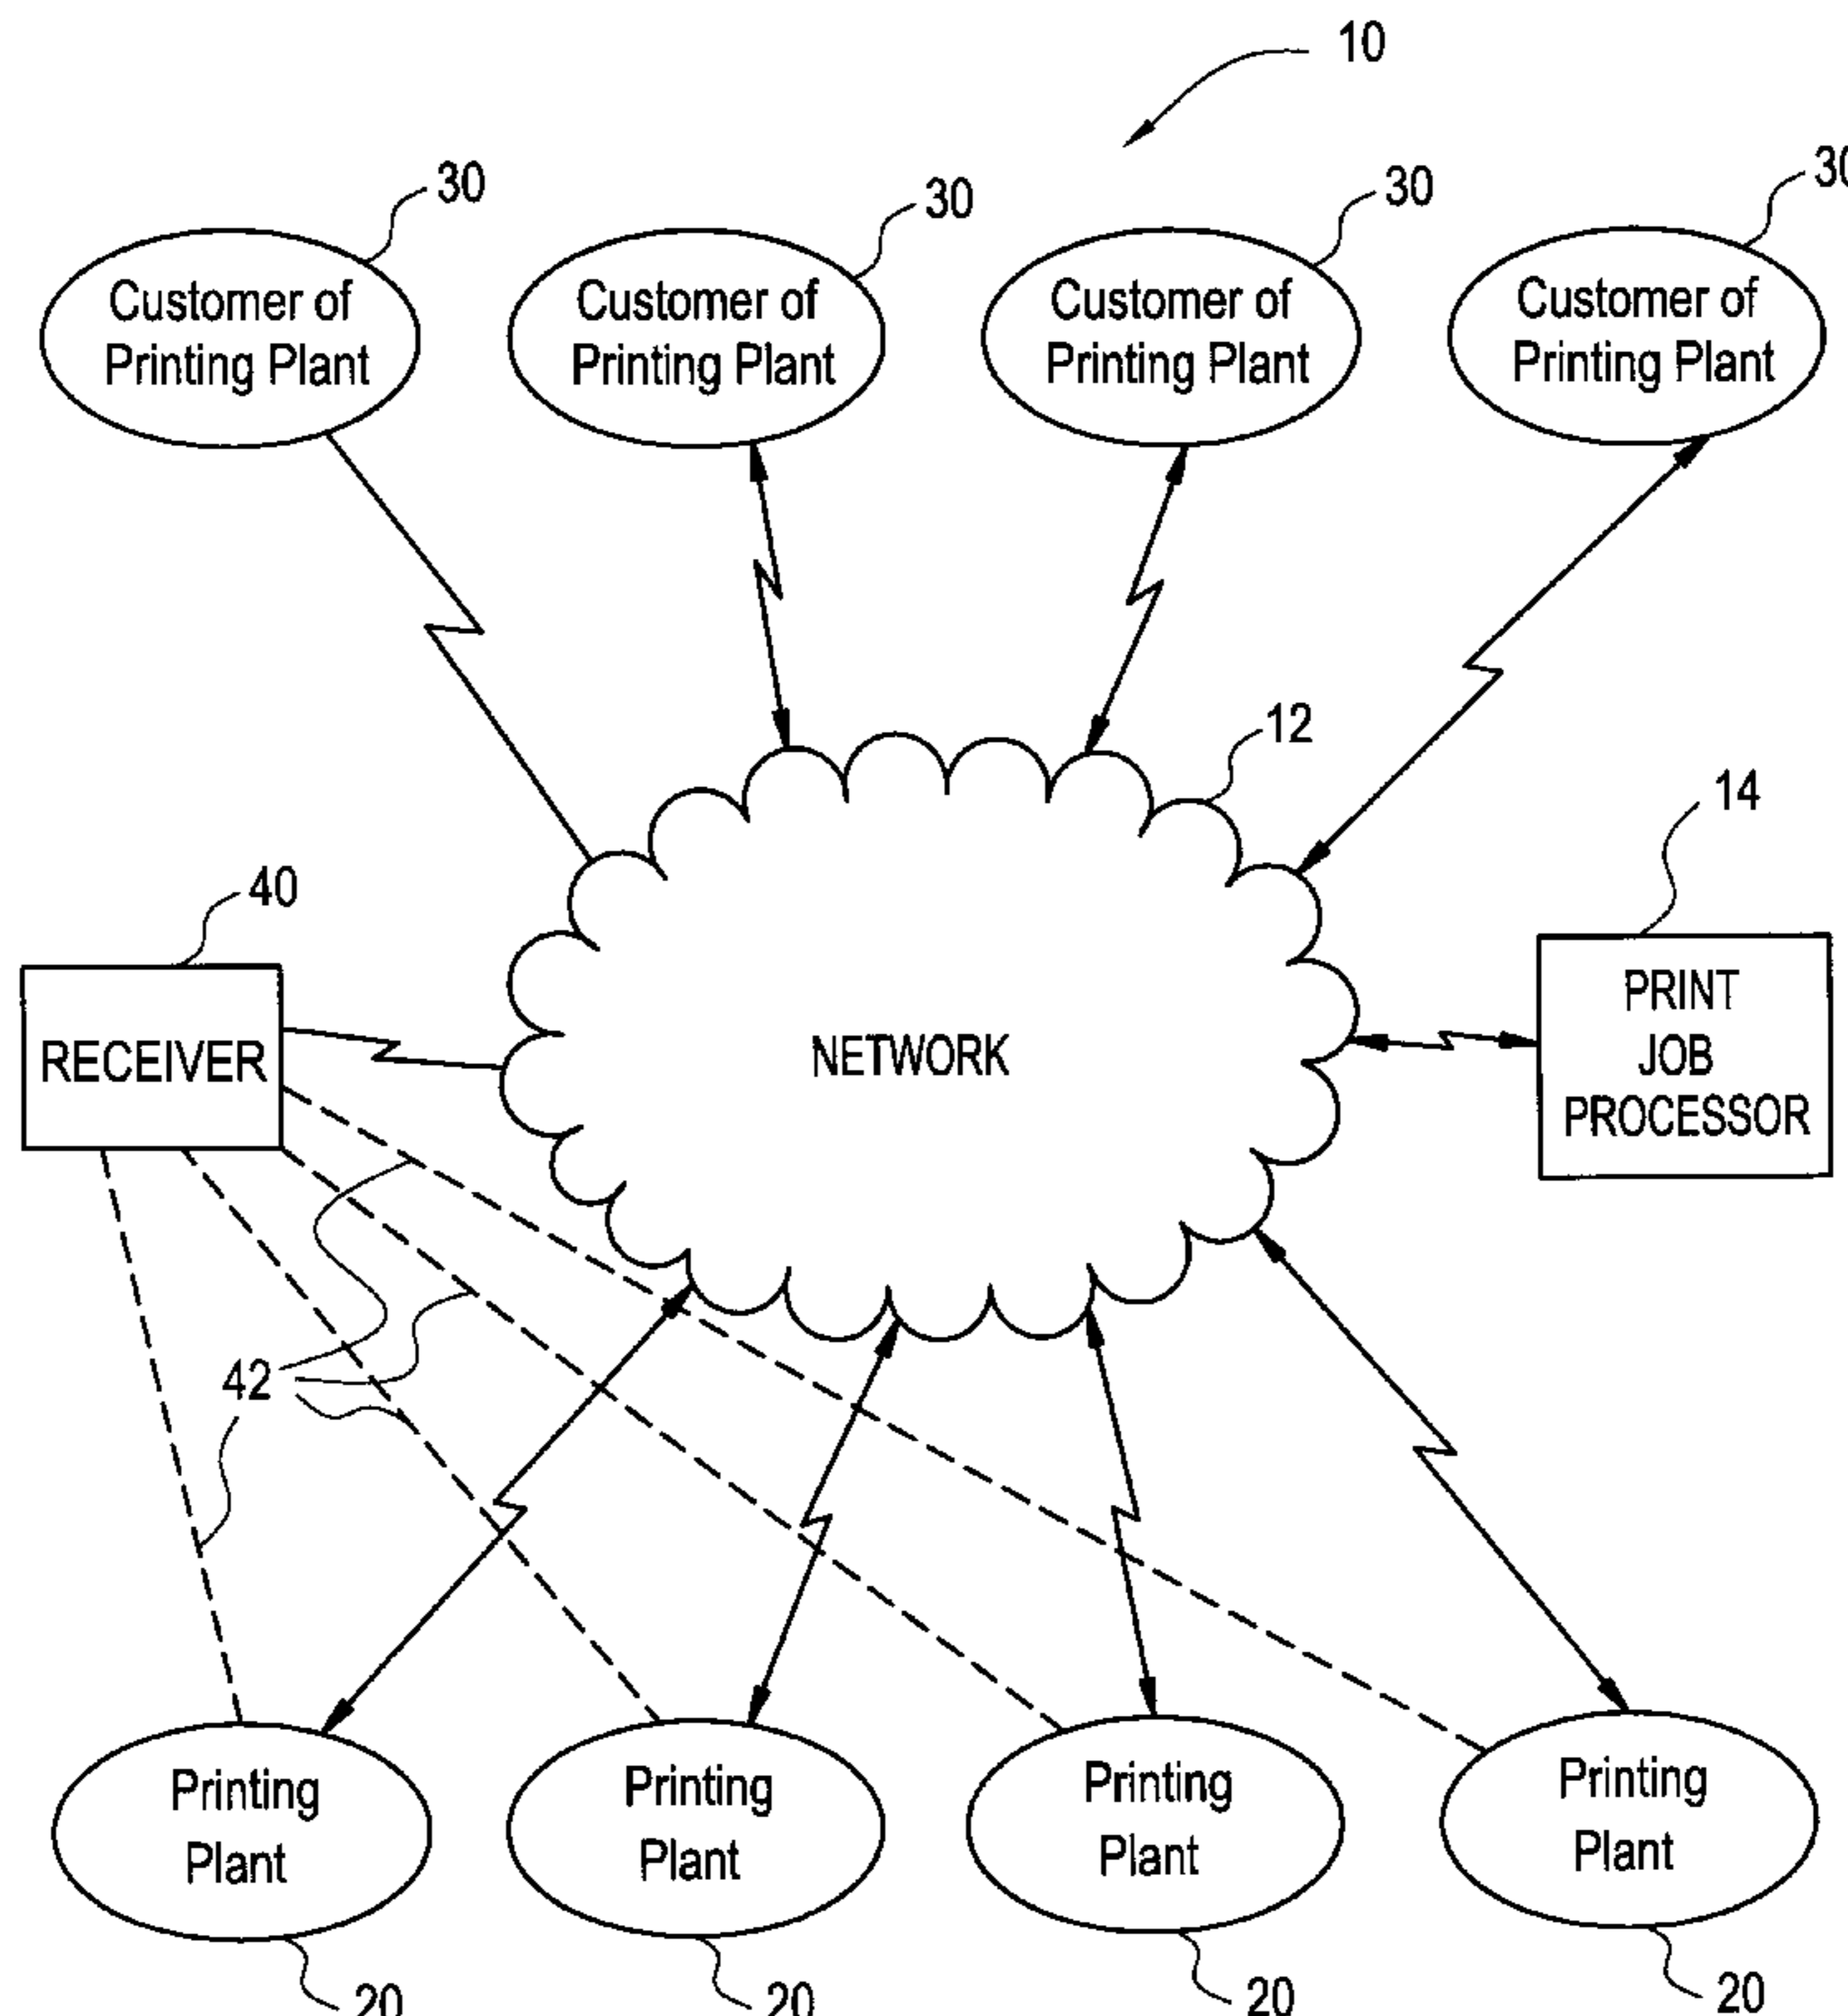 10
30
30
30
30
Customer of
Printing Plant
Customer of
Printing Plant
Customer of
Printing Plant
Customer of
Printing Plant
12
14
40
RECEIVER
NETWORK
PRINT
JOB
PROCESSOR
42
Printing
Plant
Printing
Plant
Printing
Plant
Printing
Plant
20
20
20
20